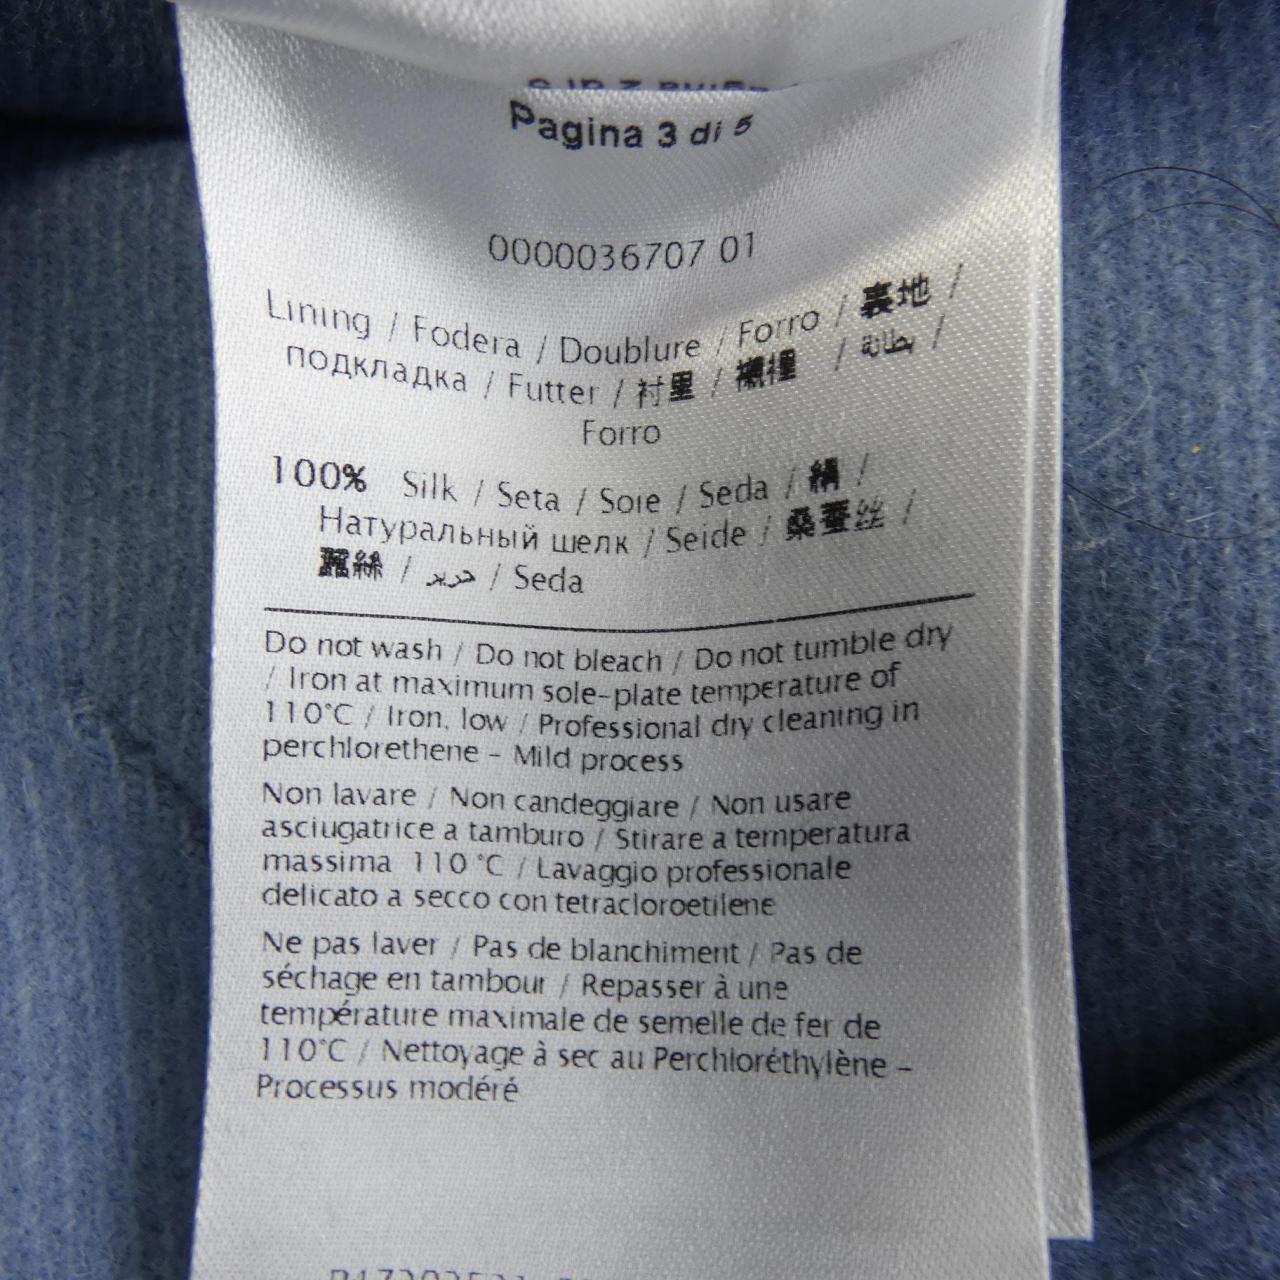 Pagina 3 di 5
0000036707 01
Lining / Fodera / Doublure / Forro / 裏地 /
подкладка / Futter / 衬里 / 襯裡 / بطانة /
Forro
100% Silk / Seta / Soie / Seda / 絹 /
Натуральный шелк / Seide / 桑蚕丝 /
蠶絲 / حرير / Seda
Do not wash / Do not bleach / Do not tumble dry
/ Iron at maximum sole-plate temperature of
110°C / Iron, low / Professional dry cleaning in
perchlorethene - Mild process
Non lavare / Non candeggiare / Non usare
asciugatrice a tamburo / Stirare a temperatura
massima 110 °C / Lavaggio professionale
delicato a secco con tetracloroetilene
Ne pas laver / Pas de blanchiment / Pas de
séchage en tambour / Repasser à une
température maximale de semelle de fer de
110°C / Nettoyage à sec au Perchloréthylène -
Processus modéré